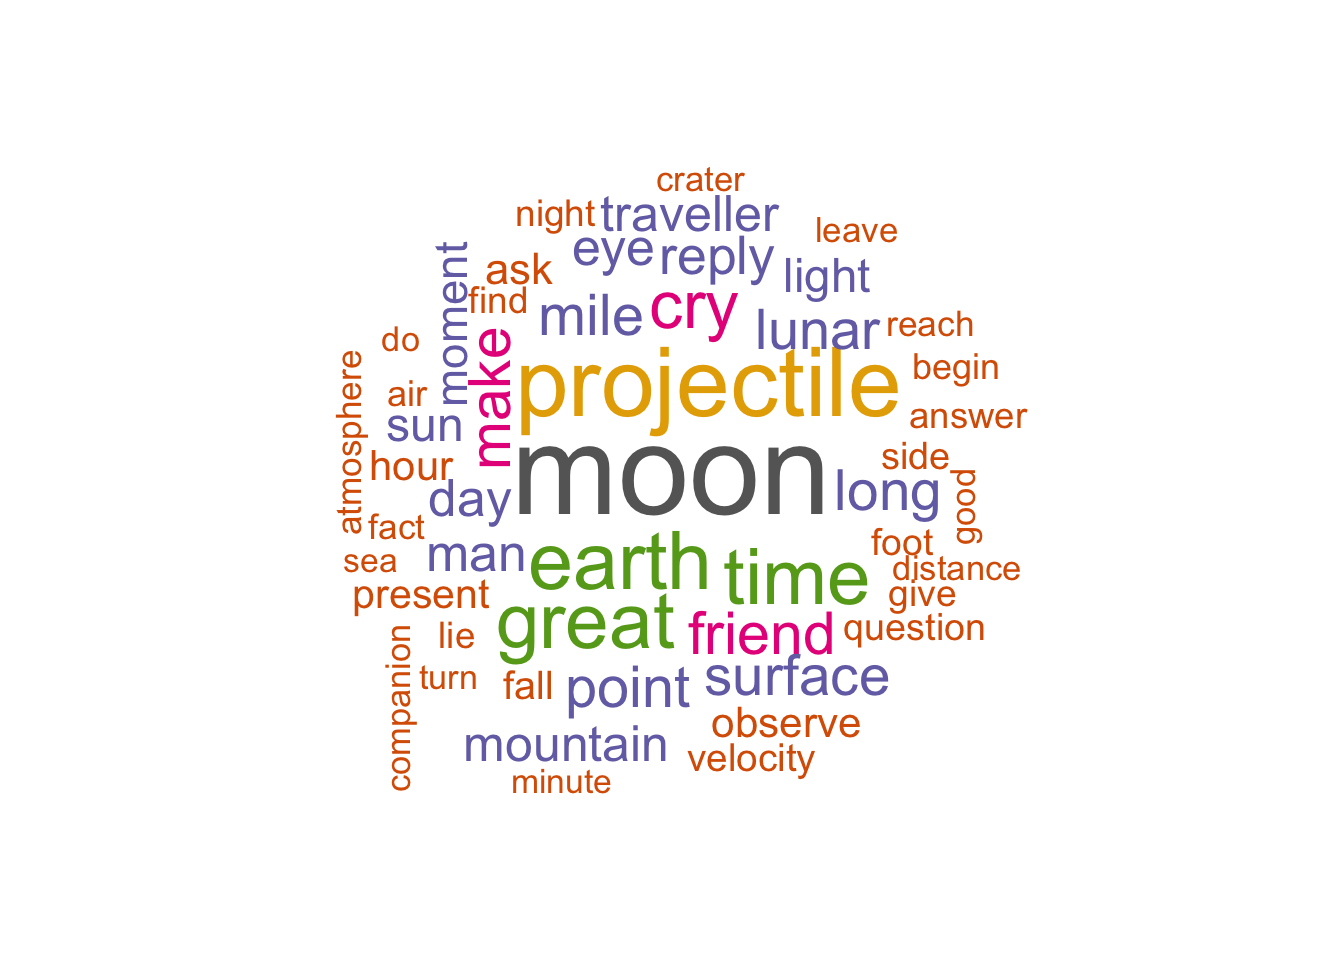 crater
night traveller leave
eye reply light
moment ask find
mile cry lunar reach
do make projectile begin
atmosphere air sun answer
hour moon side
day long good
fact man earth time foot
sea distance
present great friend give
companion lie question
turn fall point surface
mountain observe
velocity
minute